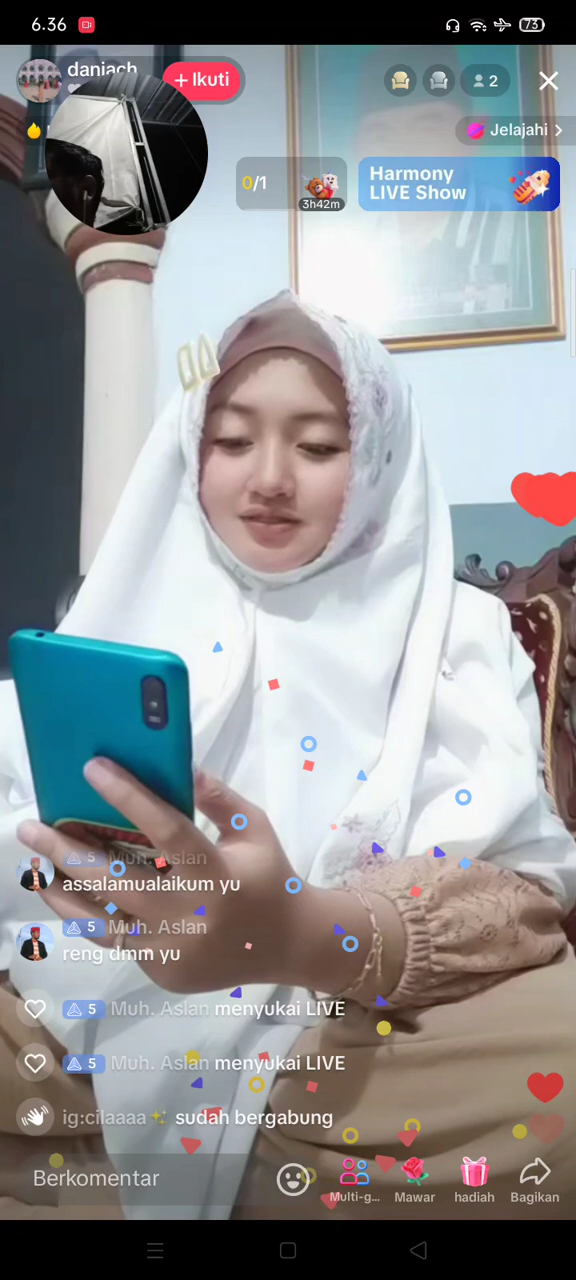 6.36
73
daniach
+ Ikuti
2
Jelajahi >
0/1
3h42m
Harmony
LIVE Show
5 Muh. Aslan
assalamualaikum yu
5 Muh. Aslan
reng dmm yu
5 Muh. Aslan menyukai LIVE
5 Muh. Aslan menyukai LIVE
ig:cilaaaa✨ sudah bergabung
Berkomentar
Multi-g...
Mawar
hadiah
Bagikan